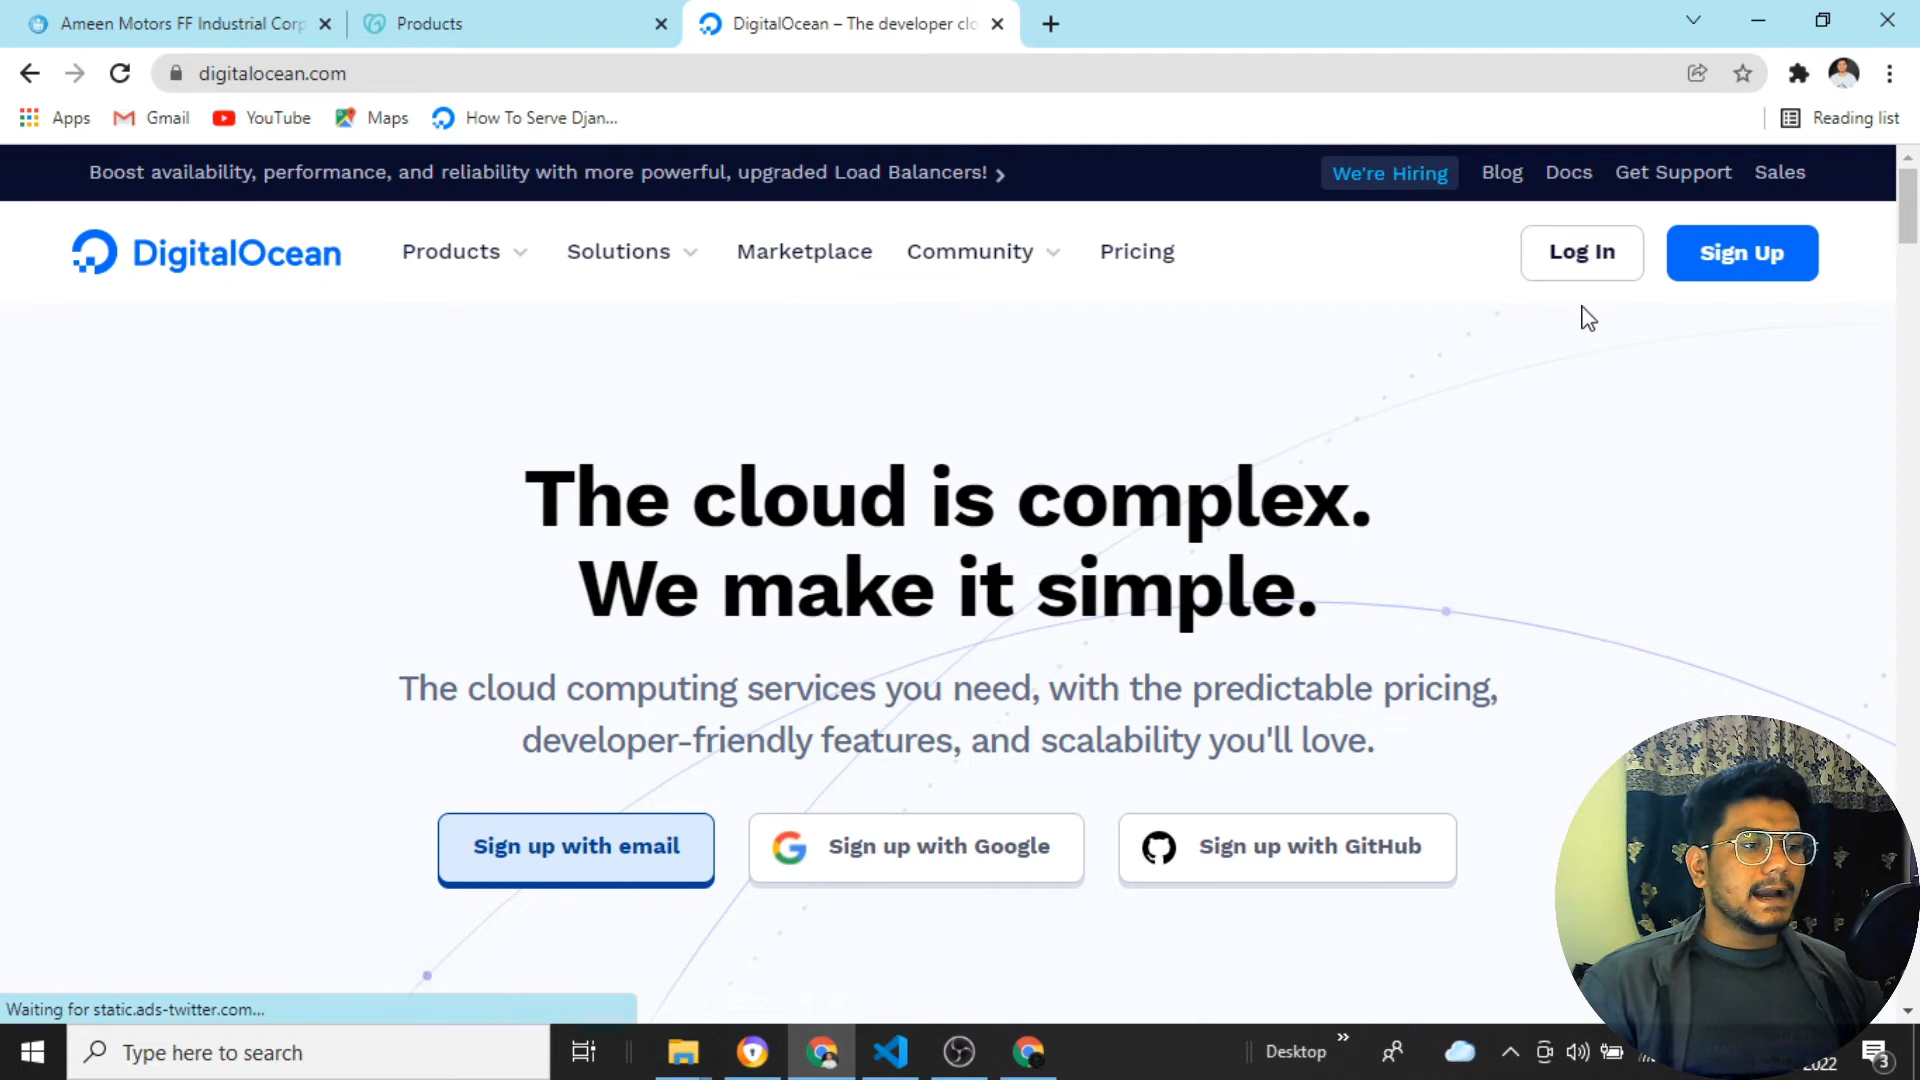 Ameen Motors FF Industrial Corp
Products
DigitalOcean – The developer clo
digitalocean.com
Apps
Gmail
YouTube
Maps
How To Serve Djan...
Reading list
Boost availability, performance, and reliability with more powerful, upgraded Load Balancers!
We're Hiring
Blog
Docs
Get Support
Sales
DigitalOcean
Products
Solutions
Marketplace
Community
Pricing
Log In
Sign Up
The cloud is complex.
We make it simple.
The cloud computing services you need, with the predictable pricing,
developer-friendly features, and scalability you'll love.
Sign up with email
Sign up with Google
Sign up with GitHub
Waiting for static.ads-twitter.com...
Type here to search
Desktop
2022
3